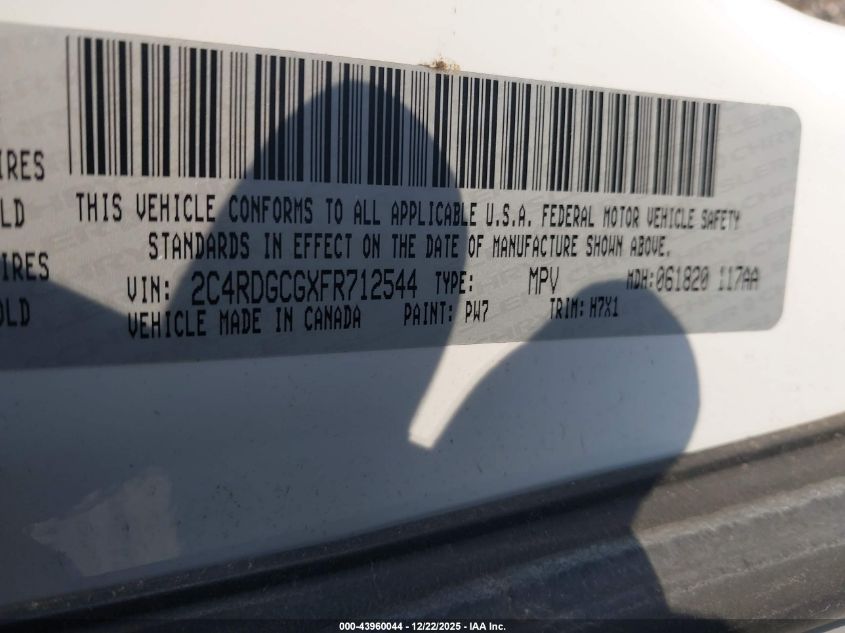 IRES
LD
IRES
OLD
THIS VEHICLE CONFORMS TO ALL APPLICABLE U.S.A. FEDERAL MOTOR VEHICLE SAFETY
STANDARDS IN EFFECT ON THE DATE OF MANUFACTURE SHOWN ABOVE.
VIN: 2C4RDGCGXFR712544 TYPE: MPV MDH: 061820 117AA
VEHICLE MADE IN CANADA PAINT: PW7 TRIM: H7X1
000-43960044 - 12/22/2025 - IAA Inc.